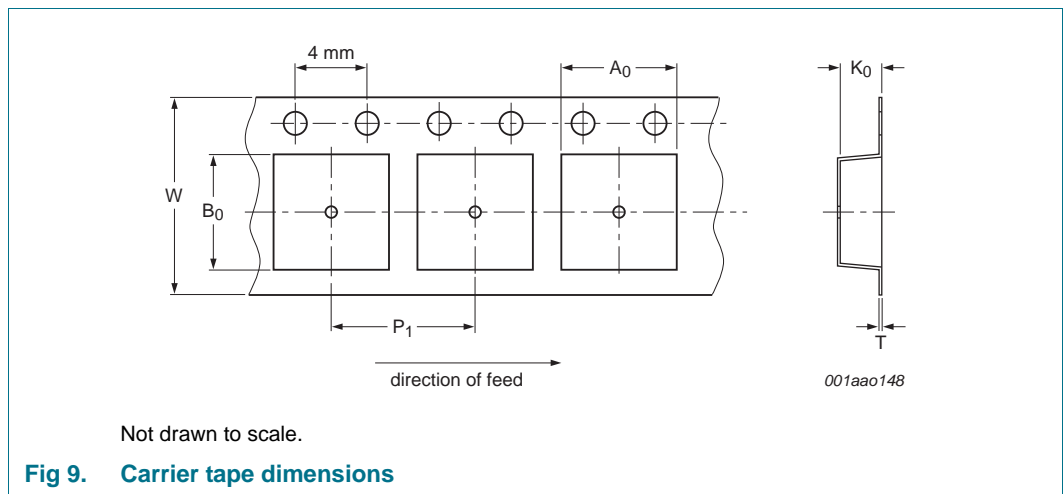 4 mm
A0
K0
W
B0
P1
T
direction of feed
001aao148
Not drawn to scale.
Fig 9. Carrier tape dimensions